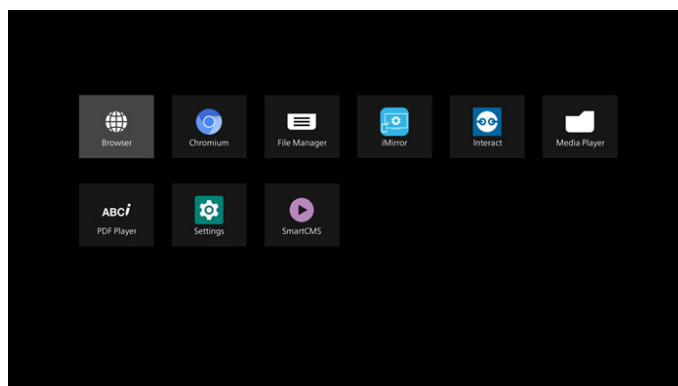 Browser
Chromium
File Manager
iMirror
Interact
Media Player
ABCi
PDF Player
Settings
SmartCMS